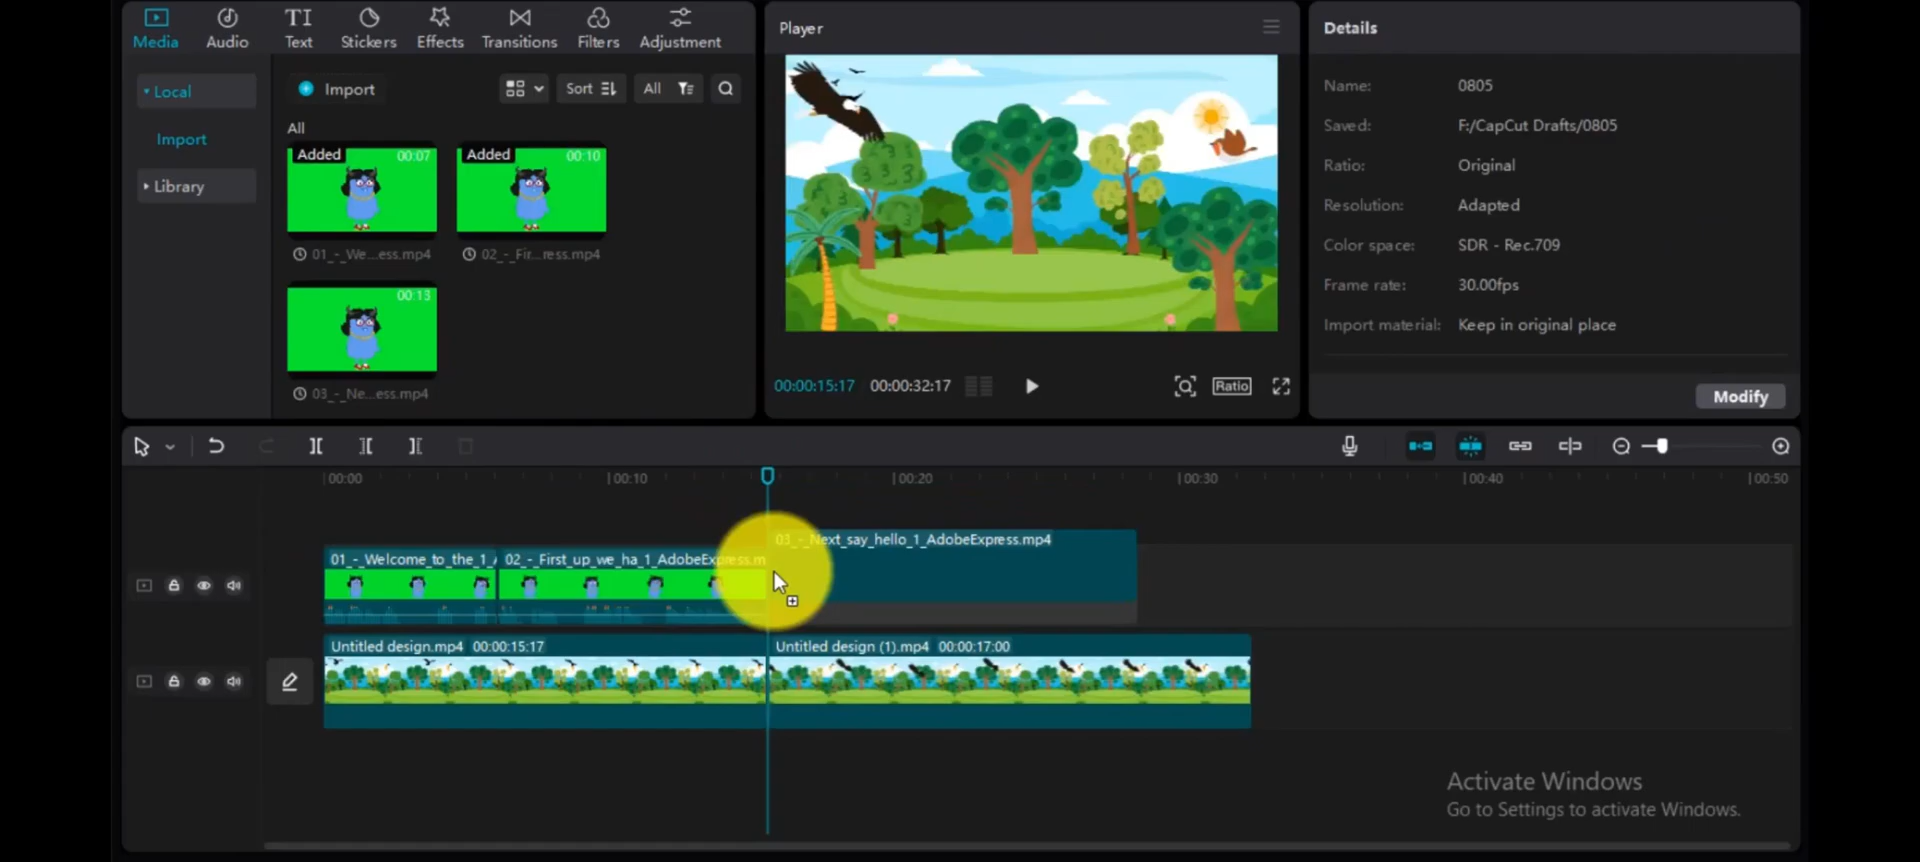 Media
Audio
Text
Stickers
Effects
Transitions
Filters
Adjustment
Local
Import
Library
Import
Sort
All
All
Added
00:07
01_-_We...ess.mp4
Added
00:10
02_-_Fir...ress.mp4
00:13
03_-_Ne...ess.mp4
Player
00:00:15:17
00:00:32:17
Ratio
Details
Name: 0805
Saved: F:/CapCut Drafts/0805
Ratio: Original
Resolution: Adapted
Color space: SDR - Rec.709
Frame rate: 30.00fps
Import material: Keep in original place
Modify
00:00
00:10
00:20
00:30
00:40
00:50
03_-_Next_say_hello_1_AdobeExpress.mp4
01_-_Welcome_to_the_1_A
02_-_First_up_we_ha_1_AdobeExpress.m
Untitled design.mp4 00:00:15:17
Untitled design (1).mp4 00:00:17:00
Activate Windows
Go to Settings to activate Windows.